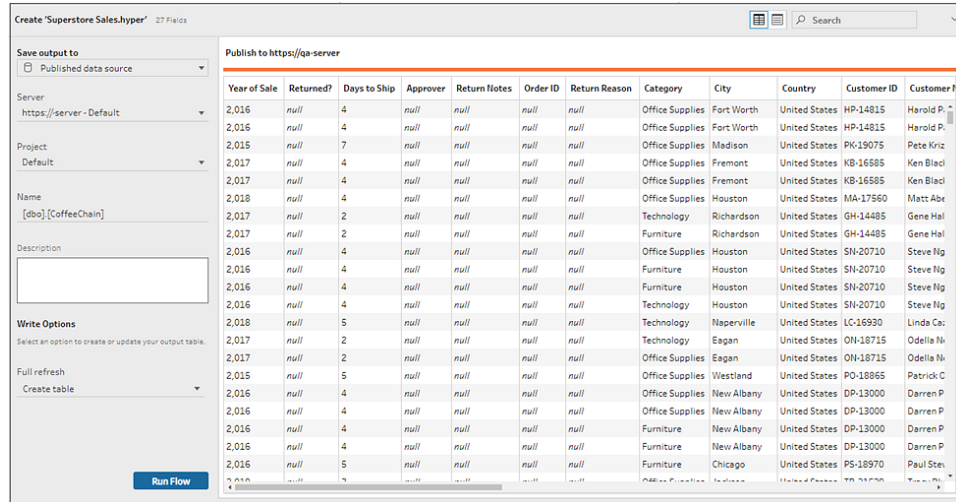 Create 'Superstore Sales.hyper' 27 Fields
Search
Save output to
Published data source
Server
https://-server - Default
Project
Default
Name
[dbo].[CoffeeChain]
Description
Write Options
Select an option to create or update your output table.
Full refresh
Create table
Run Flow
Publish to https://qa-server
Year of Sale Returned? Days to Ship Approver Return Notes Order ID Return Reason Category City Country Customer ID Customer N
2,016 null 4 null null null null Office Supplies Fort Worth United States HP-14815 Harold P
2,016 null 4 null null null null Office Supplies Fort Worth United States HP-14815 Harold P
2,015 null 7 null null null null Office Supplies Madison United States PK-19075 Pete Kriz
2,017 null 4 null null null null Office Supplies Fremont United States KB-16585 Ken Blacl
2,017 null 4 null null null null Office Supplies Fremont United States KB-16585 Ken Blacl
2,018 null 4 null null null null Office Supplies Houston United States MA-17560 Matt Abe
2,017 null 2 null null null null Technology Richardson United States GH-14485 Gene Hal
2,017 null 2 null null null null Furniture Richardson United States GH-14485 Gene Hal
2,016 null 4 null null null null Office Supplies Houston United States SN-20710 Steve Ng
2,016 null 4 null null null null Furniture Houston United States SN-20710 Steve Ng
2,016 null 4 null null null null Furniture Houston United States SN-20710 Steve Ng
2,016 null 4 null null null null Technology Houston United States SN-20710 Steve Ng
2,018 null 5 null null null null Technology Naperville United States LC-16930 Linda Caz
2,017 null 2 null null null null Technology Eagan United States ON-18715 Odella N
2,017 null 2 null null null null Office Supplies Eagan United States ON-18715 Odella N
2,015 null 5 null null null null Office Supplies Westland United States PO-18865 Patrick O
2,016 null 4 null null null null Office Supplies New Albany United States DP-13000 Darren P
2,016 null 4 null null null null Office Supplies New Albany United States DP-13000 Darren P
2,016 null 4 null null null null Furniture New Albany United States DP-13000 Darren P
2,016 null 4 null null null null Furniture New Albany United States DP-13000 Darren P
2,016 null 5 null null null null Furniture Chicago United States PS-18970 Paul Stev